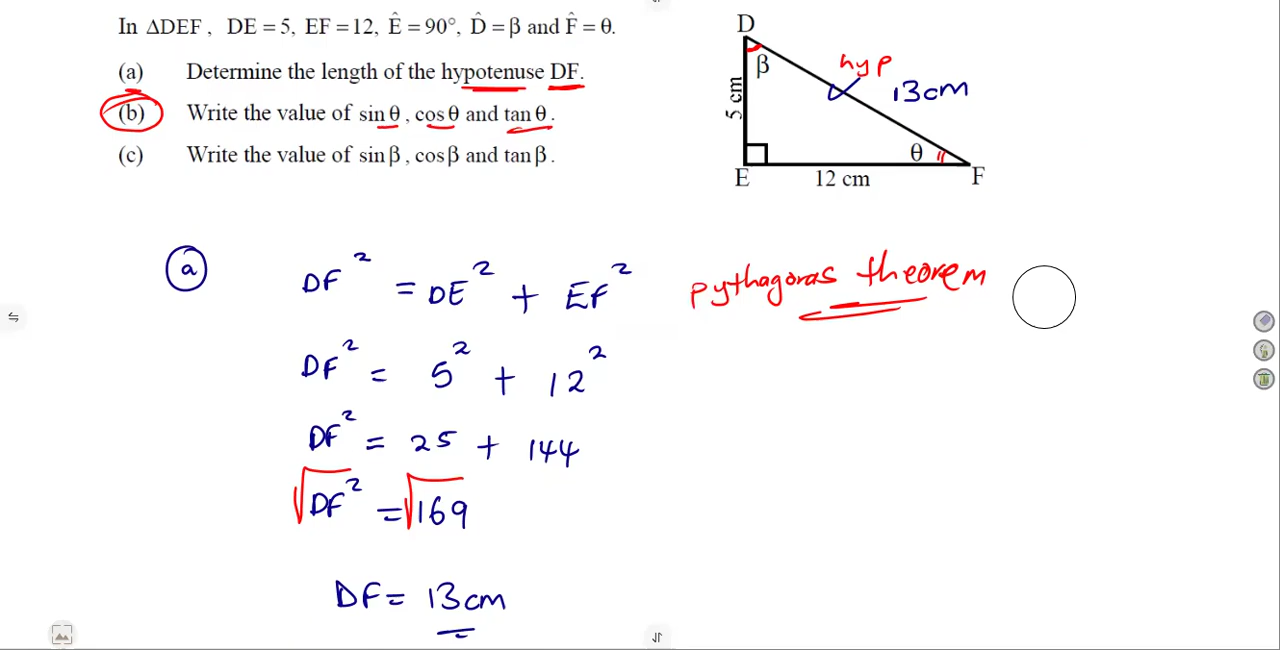 In ΔDEF, DE = 5, EF = 12, Ê = 90°, D̂ = β and F̂ = θ.
(a) Determine the length of the hypotenuse DF.
(b) Write the value of sin θ, cos θ and tan θ.
(c) Write the value of sin β, cos β and tan β.
D
β
hyp
13cm
5 cm
θ
E
12 cm
F
a
DF² = DE² + EF²
pythagoras theorem
DF² = 5² + 12²
DF² = 25 + 144
√DF² = √169
DF = 13cm